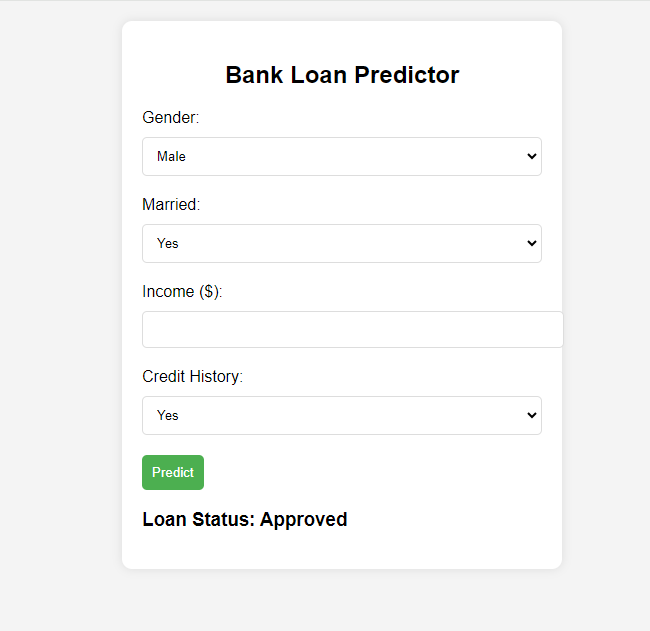 Bank Loan Predictor
Gender:
Male
Married:
Yes
Income ($):
Credit History:
Yes
Predict
Loan Status: Approved